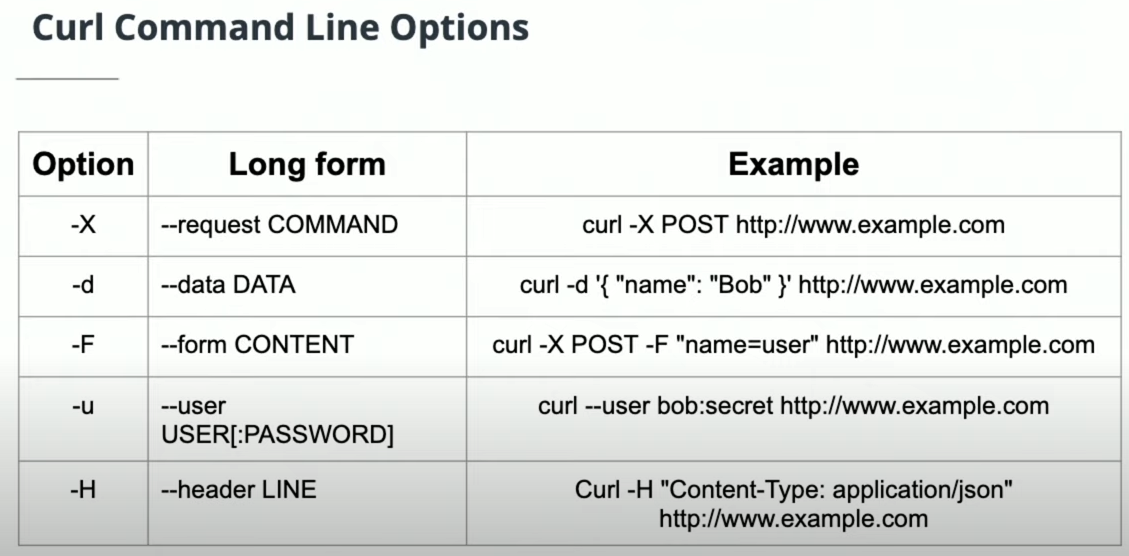 Curl Command Line Options
Option Long form Example
-X --request COMMAND curl -X POST http://www.example.com
-d --data DATA curl -d '{ "name": "Bob" }' http://www.example.com
-F --form CONTENT curl -X POST -F "name=user" http://www.example.com
-u --user USER[:PASSWORD] curl --user bob:secret http://www.example.com
-H --header LINE Curl -H "Content-Type: application/json"
http://www.example.com